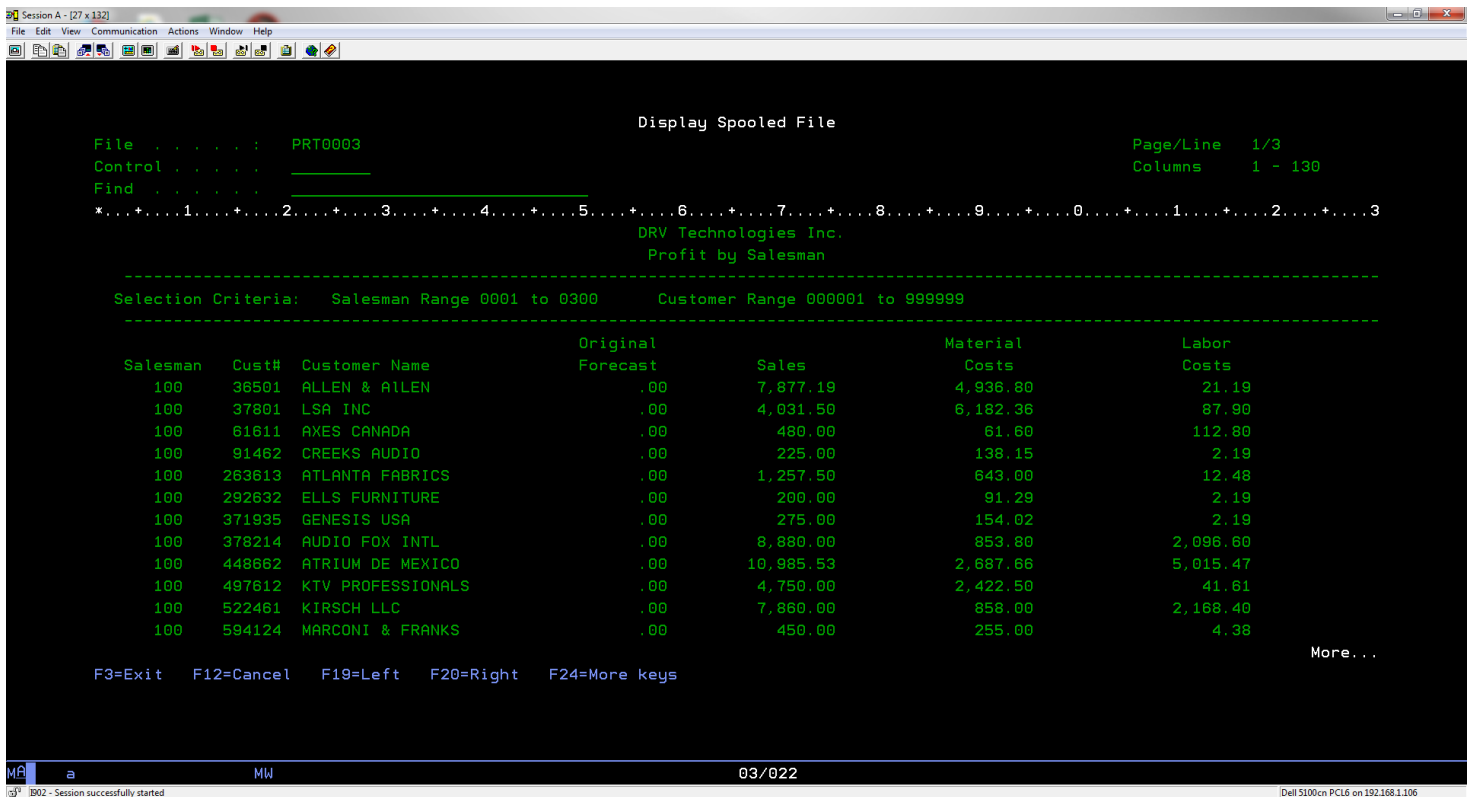 Session A - [27 x 132]
File Edit View Communication Actions Window Help
Display Spooled File
File . . . . . : PRT0003 Page/Line 1/3
Control . . . . . Columns 1 - 130
Find . . . . . .
*...+....1....+....2....+....3....+....4....+....5....+....6....+....7....+....8....+....9....+....0....+....1....+....2....+....3
DRV Technologies Inc.
Profit by Salesman
-------------------------------------------------------------------------------------------------------------------------------
Selection Criteria: Salesman Range 0001 to 0300 Customer Range 000001 to 999999
-------------------------------------------------------------------------------------------------------------------------------
Original Material Labor
Salesman Cust# Customer Name Forecast Sales Costs Costs
100 36501 ALLEN & AlLEN .00 7,877.19 4,936.80 21.19
100 37801 LSA INC .00 4,031.50 6,182.36 87.90
100 61611 AXES CANADA .00 480.00 61.60 112.80
100 91462 CREEKS AUDIO .00 225.00 138.15 2.19
100 263613 ATLANTA FABRICS .00 1,257.50 643.00 12.48
100 292632 ELLS FURNITURE .00 200.00 91.29 2.19
100 371935 GENESIS USA .00 275.00 154.02 2.19
100 378214 AUDIO FOX INTL .00 8,880.00 853.80 2,096.60
100 448662 ATRIUM DE MEXICO .00 10,985.53 2,687.66 5,015.47
100 497612 KTV PROFESSIONALS .00 4,750.00 2,422.50 41.61
100 522461 KIRSCH LLC .00 7,860.00 858.00 2,168.40
100 594124 MARCONI & FRANKS .00 450.00 255.00 4.38
More...
F3=Exit F12=Cancel F19=Left F20=Right F24=More keys
MA a MW 03/022
I902 - Session successfully started Dell 5100cn PCL6 on 192.168.1.106